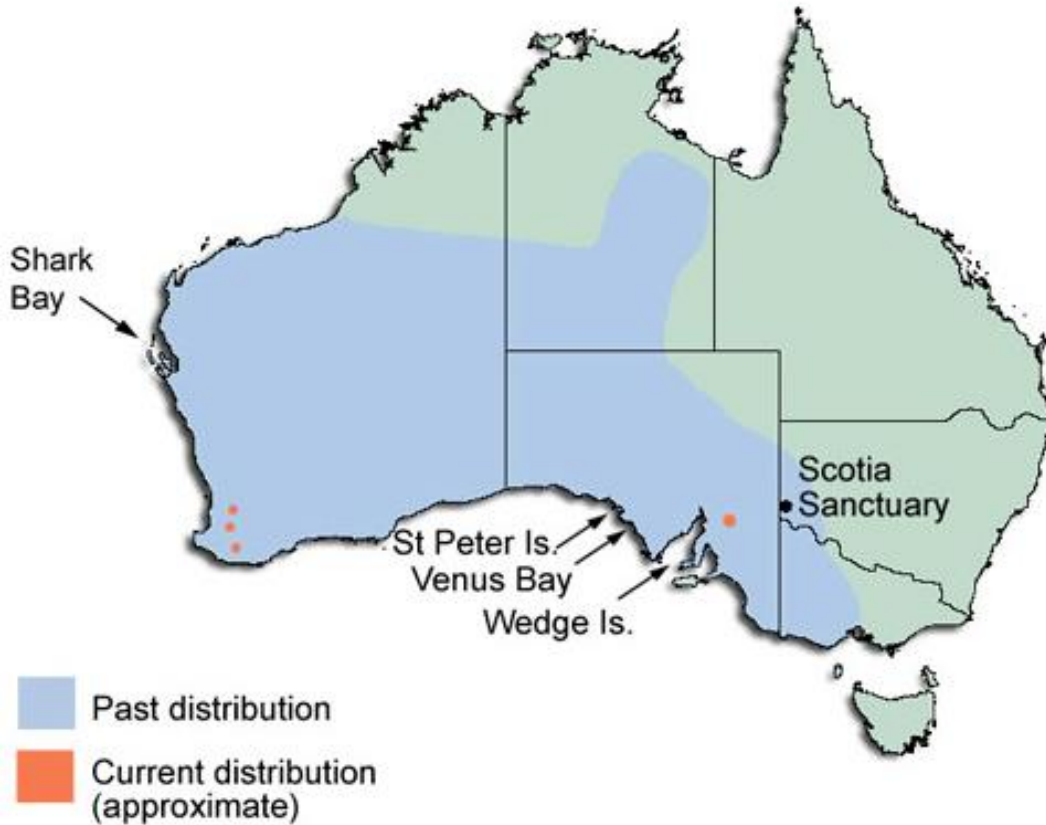 Shark
Bay
Scotia
Sanctuary
St Peter Is.
Venus Bay
Wedge Is.
Past distribution
Current distribution
(approximate)